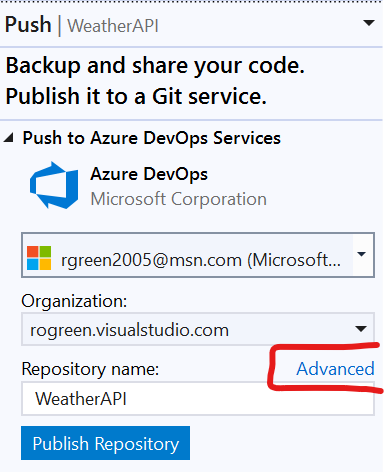 Push | WeatherAPI
Backup and share your code.
Publish it to a Git service.
Push to Azure DevOps Services
Azure DevOps
Microsoft Corporation
rgreen2005@msn.com (Microsoft...
Organization:
rogreen.visualstudio.com
Repository name: Advanced
WeatherAPI
Publish Repository